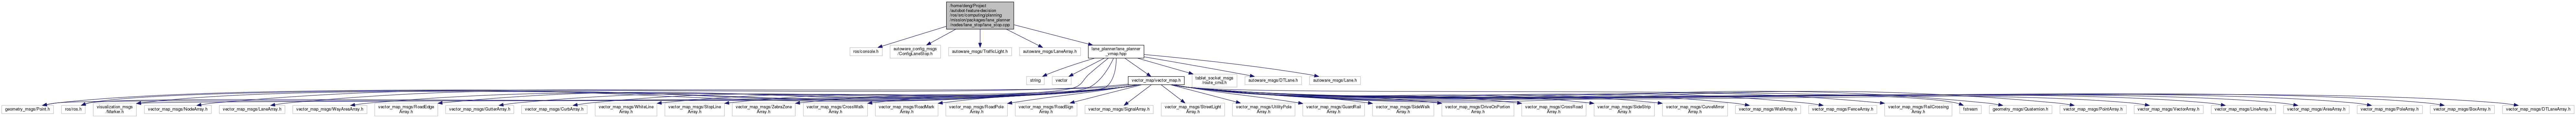 /home/deng/Project
/autobot-feature-decision
/ros/src/computing/planning
/mission/packages/lane_planner
/nodes/lane_stop/lane_stop.cpp
ros/console.h
autoware_config_msgs
/ConfigLaneStop.h
autoware_msgs/TrafficLight.h
autoware_msgs/LaneArray.h
lane_planner/lane_planner
_vmap.hpp
string
vector
vector_map/vector_map.h
tablet_socket_msgs
/route_cmd.h
autoware_msgs/DTLane.h
autoware_msgs/Lane.h
geometry_msgs/Point.h
ros/ros.h
visualization_msgs
/Marker.h
vector_map_msgs/NodeArray.h
vector_map_msgs/LaneArray.h
vector_map_msgs/WayAreaArray.h
vector_map_msgs/RoadEdge
Array.h
vector_map_msgs/GutterArray.h
vector_map_msgs/CurbArray.h
vector_map_msgs/WhiteLine
Array.h
vector_map_msgs/StopLine
Array.h
vector_map_msgs/ZebraZone
Array.h
vector_map_msgs/CrossWalk
Array.h
vector_map_msgs/RoadMark
Array.h
vector_map_msgs/RoadPole
Array.h
vector_map_msgs/RoadSign
Array.h
vector_map_msgs/SignalArray.h
vector_map_msgs/StreetLight
Array.h
vector_map_msgs/UtilityPole
Array.h
vector_map_msgs/GuardRail
Array.h
vector_map_msgs/SideWalk
Array.h
vector_map_msgs/DriveOnPortion
Array.h
vector_map_msgs/CrossRoad
Array.h
vector_map_msgs/SideStrip
Array.h
vector_map_msgs/CurveMirror
Array.h
vector_map_msgs/WallArray.h
vector_map_msgs/FenceArray.h
vector_map_msgs/RailCrossing
Array.h
fstream
geometry_msgs/Quaternion.h
vector_map_msgs/PointArray.h
vector_map_msgs/VectorArray.h
vector_map_msgs/LineArray.h
vector_map_msgs/AreaArray.h
vector_map_msgs/PoleArray.h
vector_map_msgs/BoxArray.h
vector_map_msgs/DTLaneArray.h